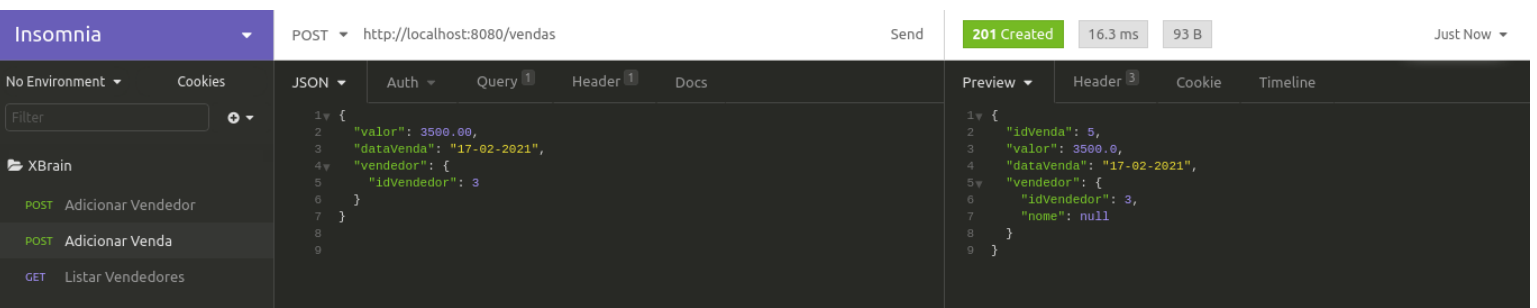 Insomnia
POST http://localhost:8080/vendas Send
201 Created 16.3 ms 93 B Just Now
No Environment Cookies
Filter
XBrain
POST Adicionar Vendedor
POST Adicionar Venda
GET Listar Vendedores
JSON Auth Query 1 Header 1 Docs
1 {
2 "valor": 3500.00,
3 "dataVenda": "17-02-2021",
4 "vendedor": {
5 "idVendedor": 3
6 }
7 }
8
9
Preview Header 3 Cookie Timeline
1 {
2 "idVenda": 5,
3 "valor": 3500.0,
4 "dataVenda": "17-02-2021",
5 "vendedor": {
6 "idVendedor": 3,
7 "nome": null
8 }
9 }